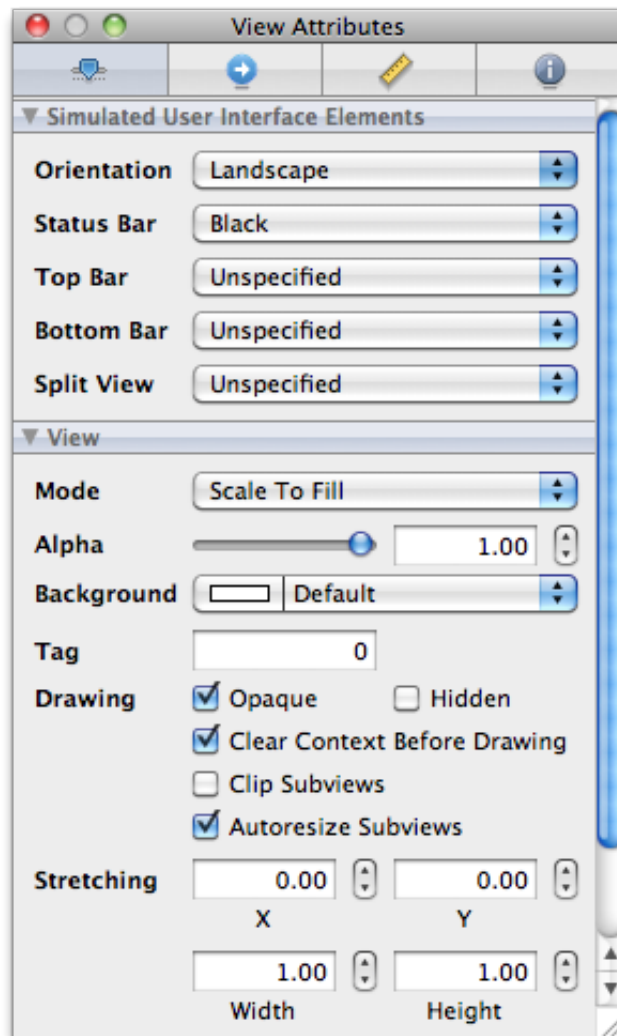 View Attributes
Simulated User Interface Elements
Orientation Landscape
Status Bar Black
Top Bar Unspecified
Bottom Bar Unspecified
Split View Unspecified
View
Mode Scale To Fill
Alpha 1.00
Background Default
Tag 0
Drawing Opaque Hidden
Clear Context Before Drawing
Clip Subviews
Autoresize Subviews
Stretching 0.00 0.00
X Y
1.00 1.00
Width Height